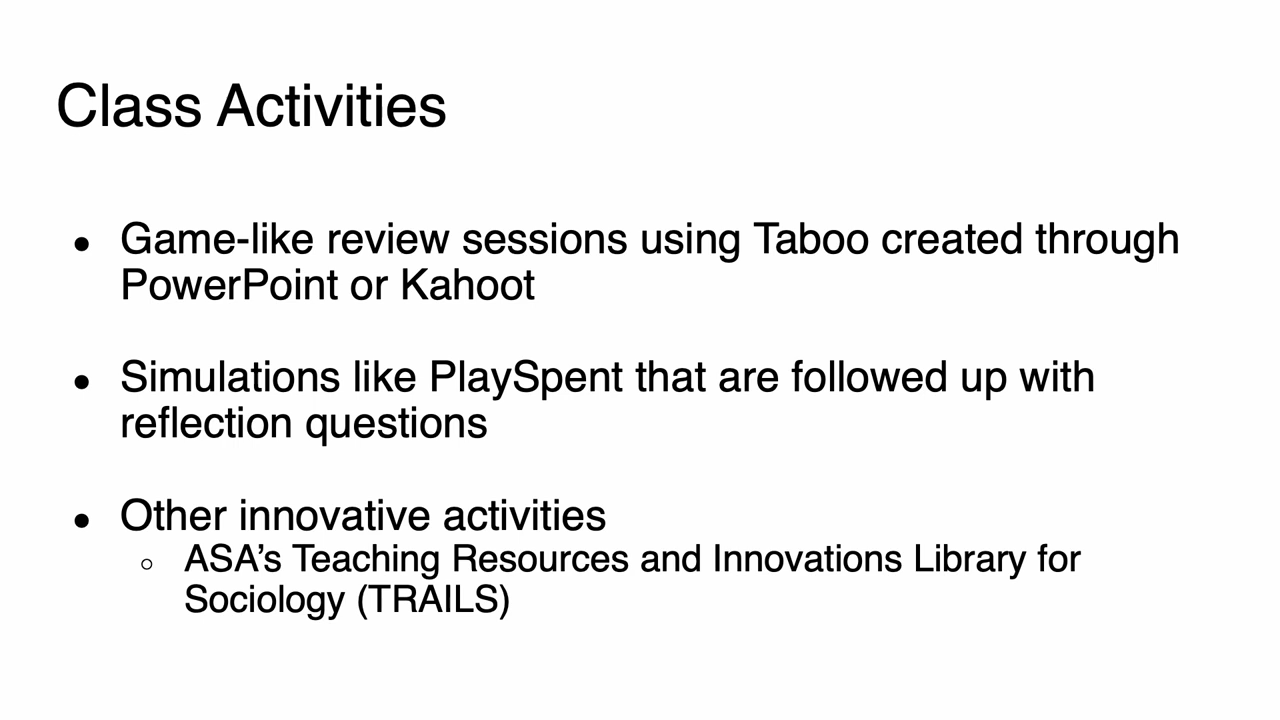 Class Activities
● Game-like review sessions using Taboo created through
PowerPoint or Kahoot
● Simulations like PlaySpent that are followed up with
reflection questions
● Other innovative activities
○ ASA’s Teaching Resources and Innovations Library for
Sociology (TRAILS)